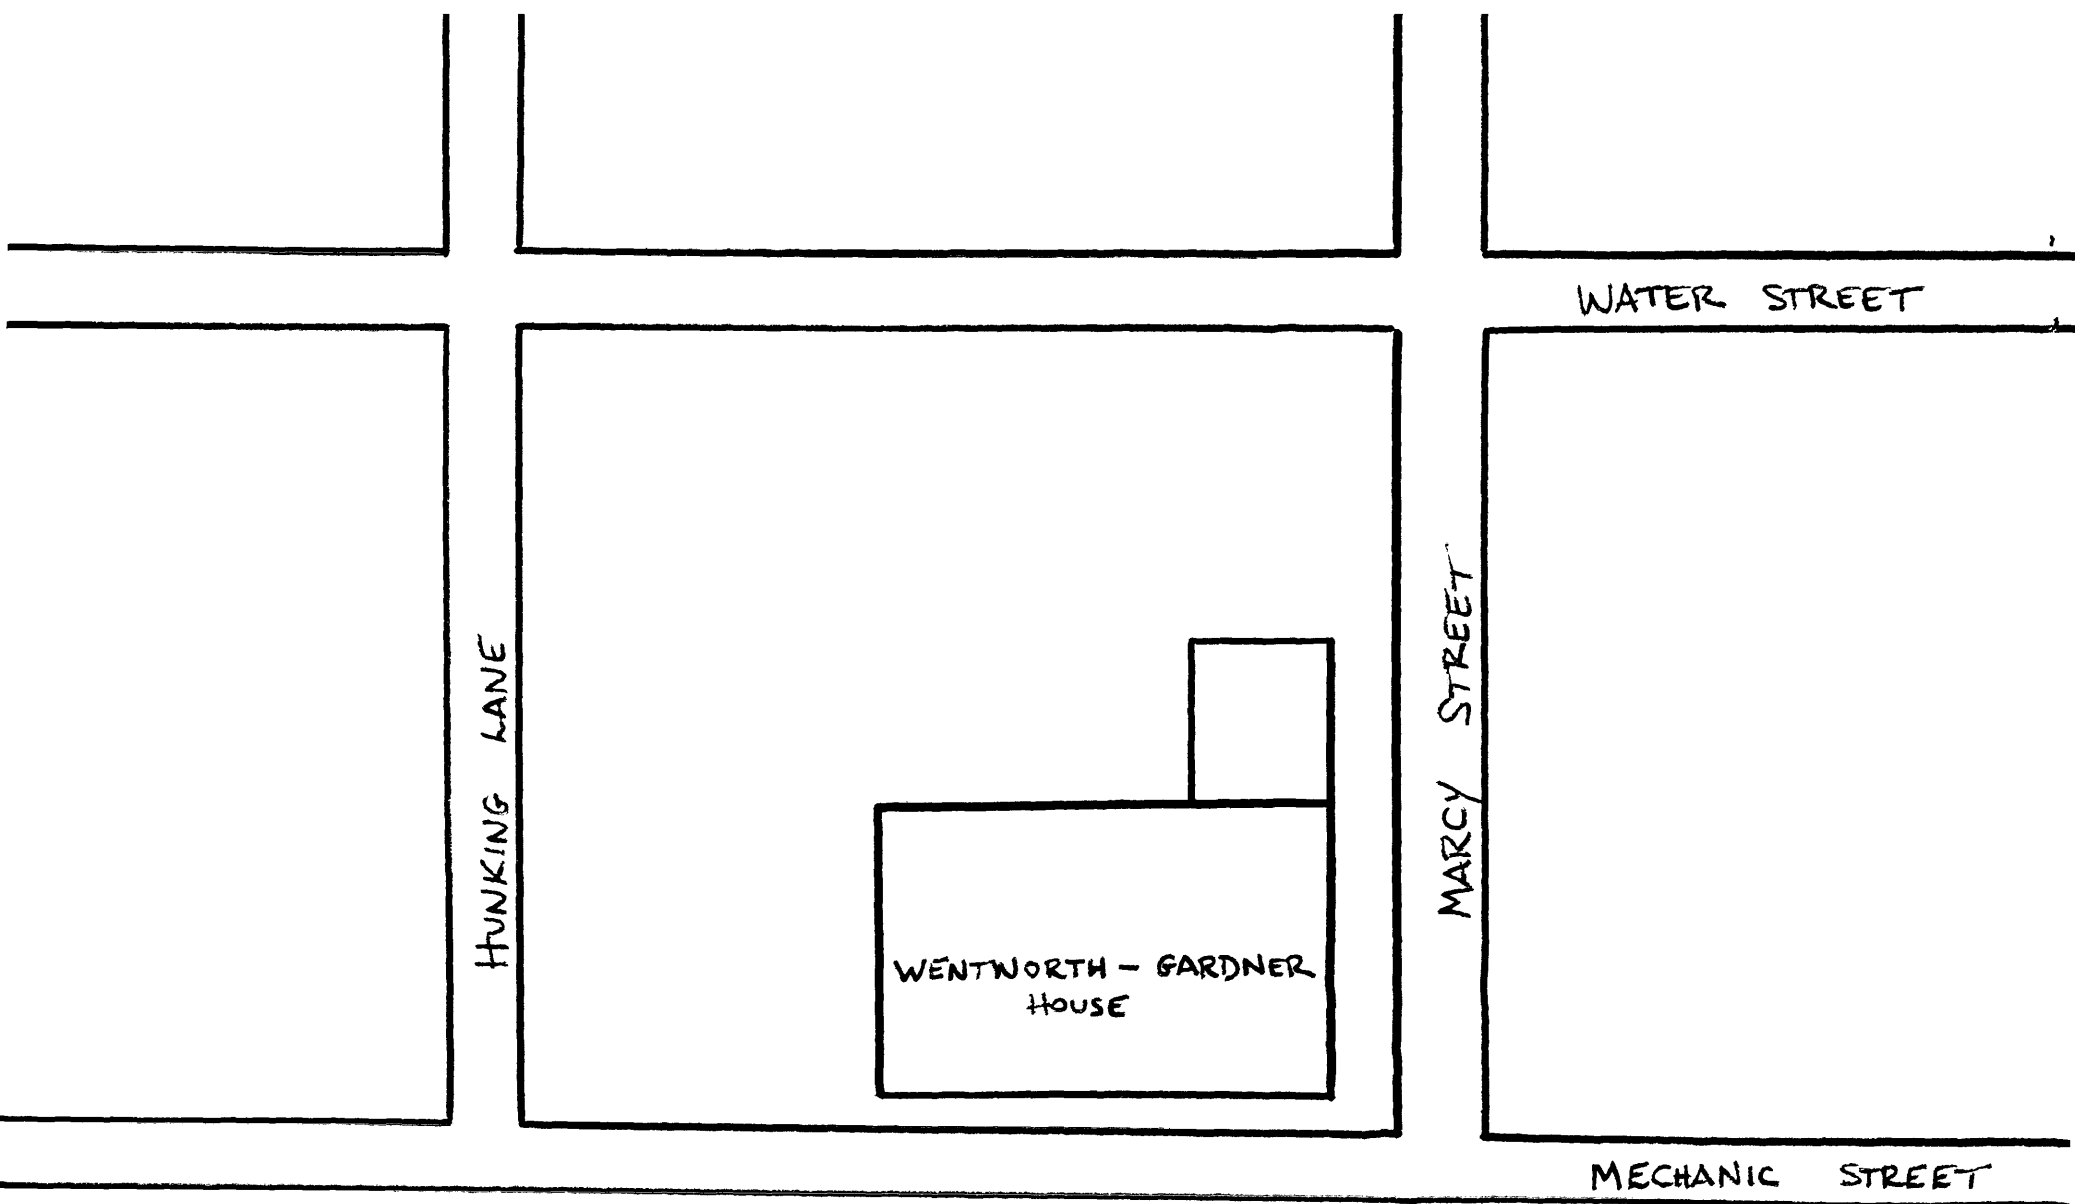 WATER STREET
HUNKING LANE
MARCY STREET
WENTWORTH - GARDNER
HOUSE
MECHANIC STREET